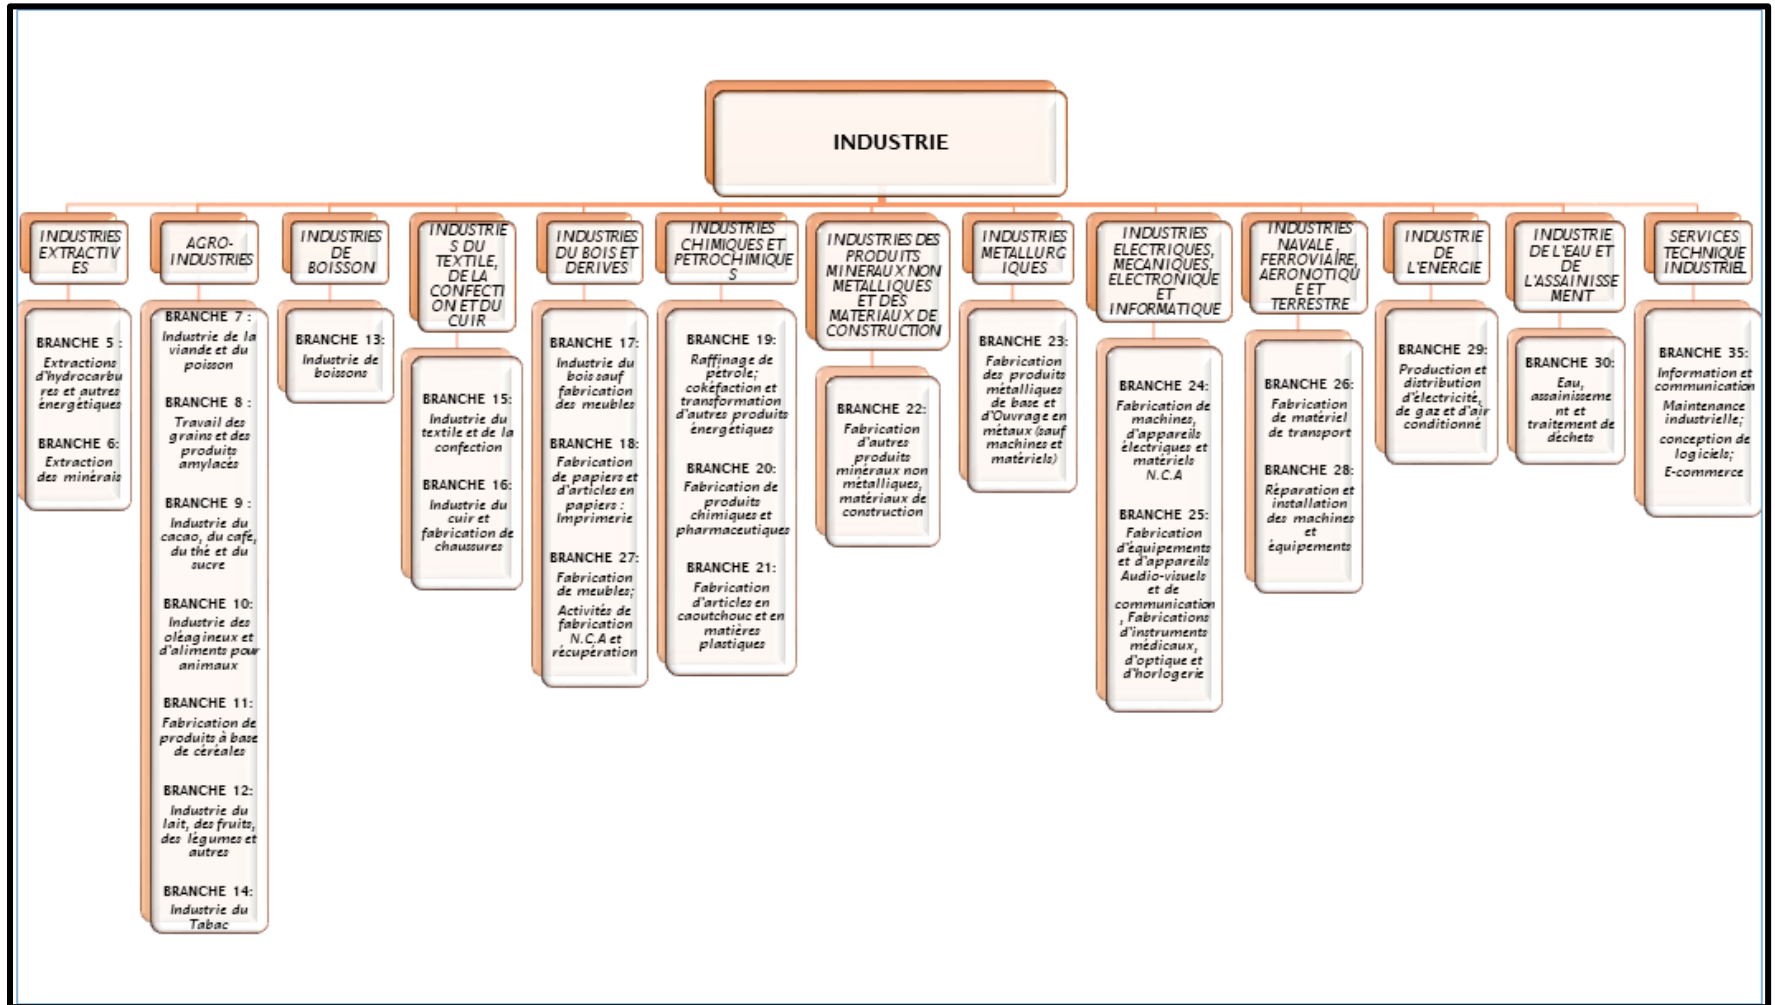 INDUSTRIE
INDUSTRIES
EXTRACTIV
ES
BRANCHE 5 :
Extractions
d'hydrocarbu
res et autres
énergétiques
BRANCHE 6:
Extraction
des minérais
AGRO-
INDUSTRIES
BRANCHE 7 :
Industrie de la
viande et du
poisson
BRANCHE 8 :
Travail des
grains et des
produits
amylacés
BRANCHE 9 :
Industrie du
cacao, du café,
du thé et du
sucre
BRANCHE 10:
Industrie des
oléagineux et
d'aliments pour
animaux
BRANCHE 11:
Fabrication de
produits à base
de céréales
BRANCHE 12:
Industrie du
lait, des fruits,
des légumes et
autres
BRANCHE 14:
Industrie du
Tabac
INDUSTRIES
DE
BOISSON
BRANCHE 13:
Industrie de
boissons
INDUSTRIE
S DU
TEXTILE,
DE LA
CONFECTI
ON ET DU
CUIR
BRANCHE 15:
Industrie du
textile et de la
confection
BRANCHE 16:
Industrie du
cuir et
fabrication de
chaussures
INDUSTRIES
DU BOIS ET
DERIVES
BRANCHE 17:
Industrie du
bois sauf
fabrication
des meubles
BRANCHE 18:
Fabrication
de papiers et
d'articles en
papiers :
Imprimerie
BRANCHE 27:
Fabrication
de meubles;
Activités de
fabrication
N.C.A et
récupération
INDUSTRIES
CHIMIQUES ET
PETROCHIMIQUE
S
BRANCHE 19:
Raffinage de
pétrole;
cokéfaction et
transformation
d'autres produits
énergétiques
BRANCHE 20:
Fabrication de
produits
chimiques et
pharmaceutiques
BRANCHE 21:
Fabrication
d'articles en
caoutchouc et en
matières
plastiques
INDUSTRIES DES
PRODUITS
MINERAUX NON
METALLIQUES
ET DES
MATERIAUX DE
CONSTRUCTION
BRANCHE 22:
Fabrication
d'autres
produits
minéraux non
métalliques,
matériaux de
construction
INDUSTRIES
METALLURG
IQUES
BRANCHE 23:
Fabrication
des produits
métalliques
de base et
d'Ouvrage en
métaux (sauf
machines et
matériels)
INDUSTRIES
ELECTRIQUES,
MECANIQUES,
ELECTRONIQUE
ET
INFORMATIQUE
BRANCHE 24:
Fabrication de
machines,
d'appareils
électriques et
matériels
N.C.A
BRANCHE 25:
Fabrication
d'équipements
et d'appareils
Audio-visuels
et de
communication
, Fabrications
d'instruments
médicaux,
d'optique et
d'horlogerie
INDUSTRIES
NAVALE ,
FERROVIAIRE,
AERONOTIQU
E ET
TERRESTRE
BRANCHE 26:
Fabrication
de matériel
de transport
BRANCHE 28:
Réparation et
installation
des machines
et
équipements
INDUSTRIE
DE
L'ENERGIE
BRANCHE 29:
Production et
distribution
d'électricité,
de gaz et d'air
conditionné
INDUSTRIE
DE L'EAU ET
DE
L'ASSAINISSE
MENT
BRANCHE 30:
Eau,
assainisseme
nt et
traitement de
déchets
SERVICES
TECHNIQUE
INDUSTRIEL
BRANCHE 35:
Information et
communication
Maintenance
industrielle;
conception de
logiciels;
E-commerce